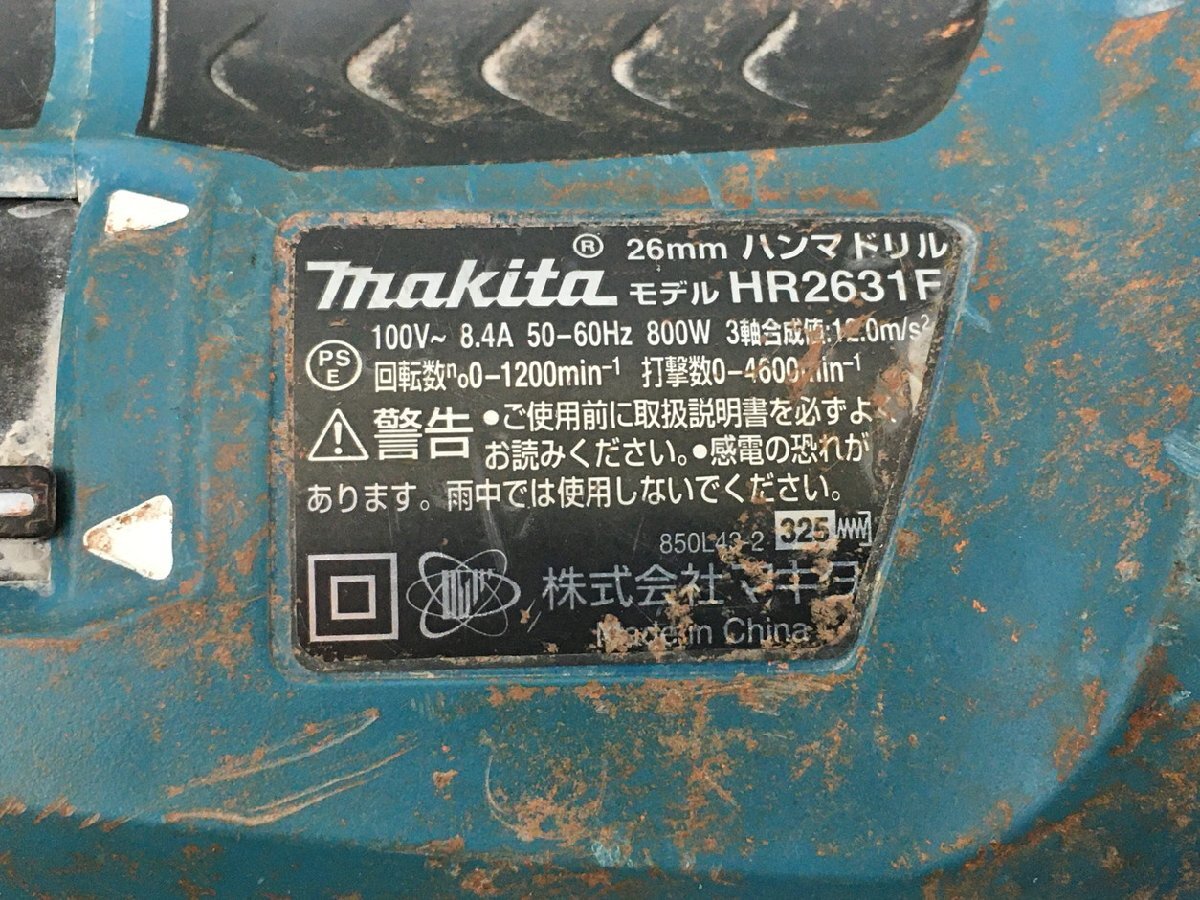 makita® 26mm ハンマドリル
モデル HR2631F
100V~ 8.4A 50-60Hz 800W 3軸合成値:12.0m/s²
PS
E
回転数n₀0-1200min⁻¹ 打撃数0-4600min⁻¹
警告 ●ご使用前に取扱説明書を必ずよ
お読みください。●感電の恐れが
あります。雨中では使用しないでください。
850L43-2 325
株式会社マキタ
Made in China